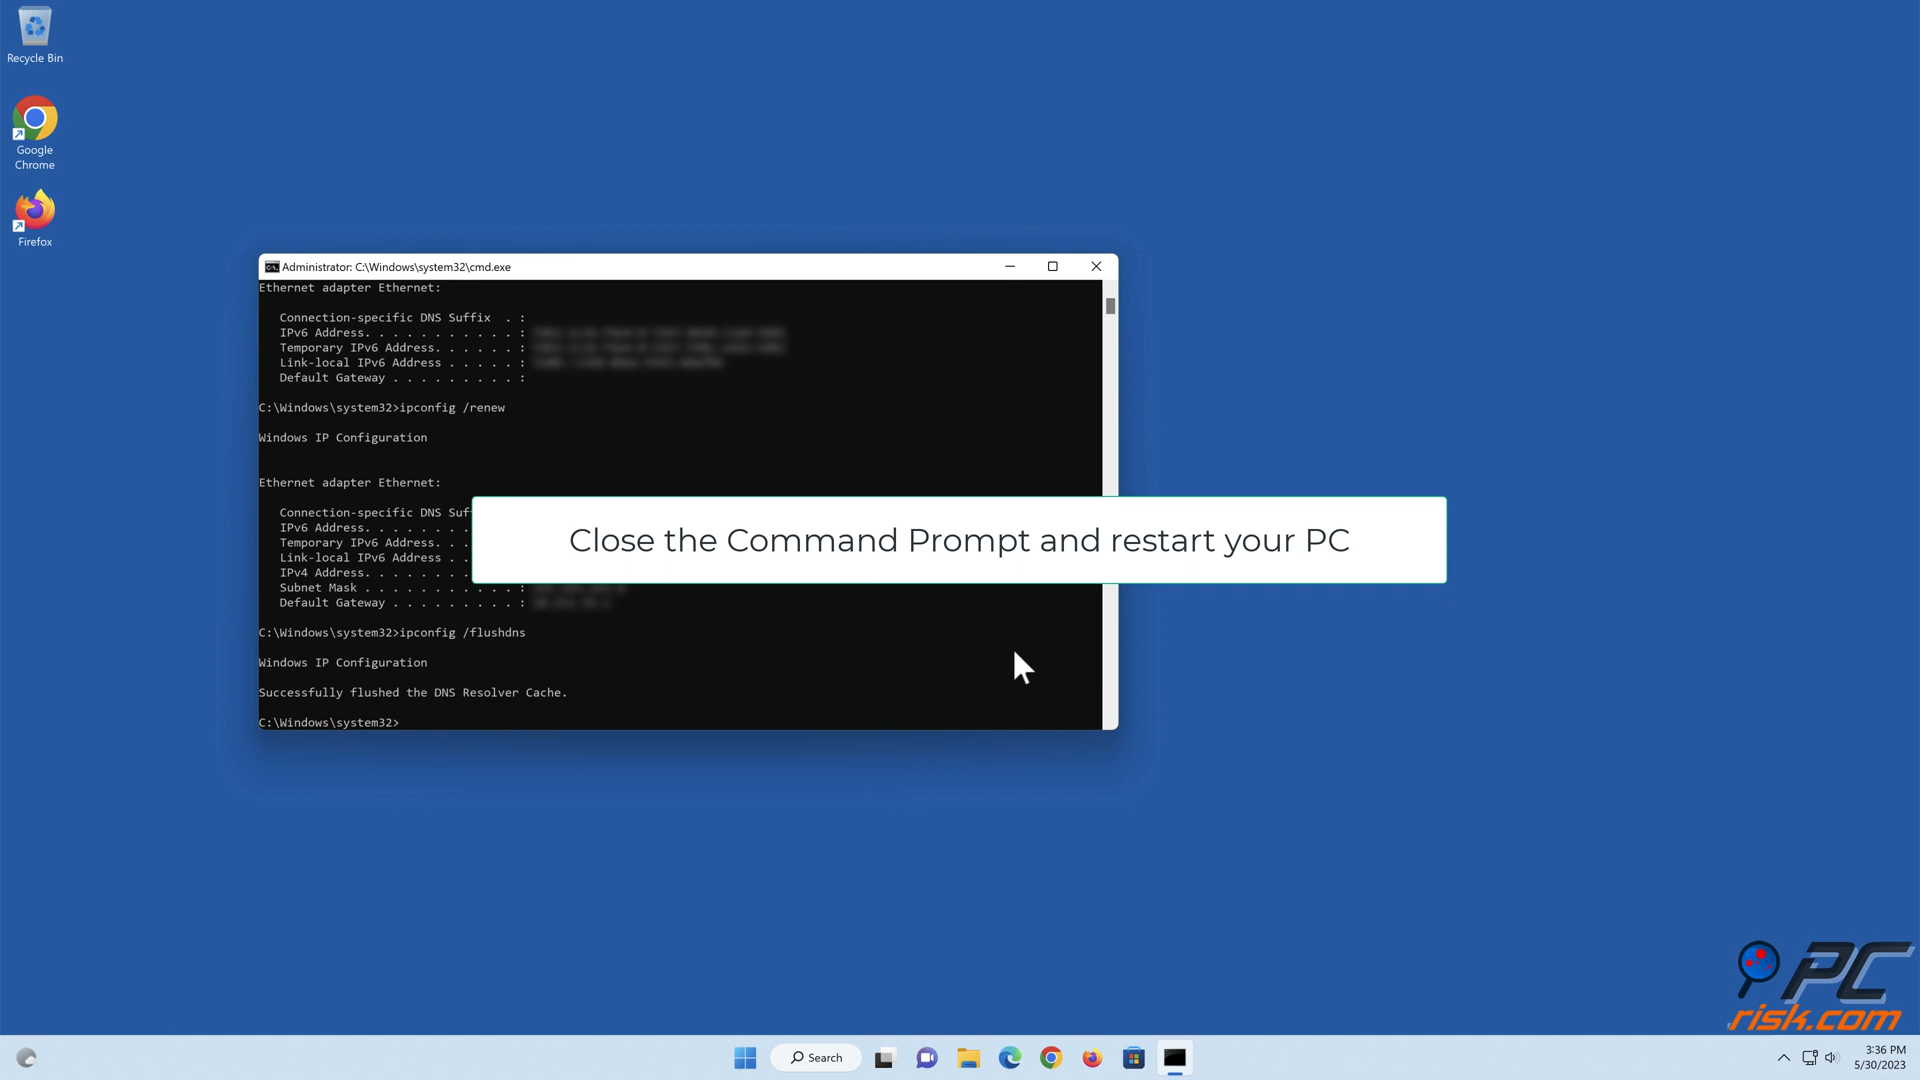 Recycle Bin
Google
Chrome
Firefox
Administrator: C:\Windows\system32\cmd.exe
Ethernet adapter Ethernet:
Connection-specific DNS Suffix  . :
IPv6 Address. . . . . . . . . . . :
Temporary IPv6 Address. . . . . . :
Link-local IPv6 Address . . . . . :
Default Gateway . . . . . . . . . :
C:\Windows\system32>ipconfig /renew
Windows IP Configuration
Ethernet adapter Ethernet:
Connection-specific DNS Suf
IPv6 Address. . . . . . . .
Temporary IPv6 Address. . .
Link-local IPv6 Address . .
IPv4 Address. . . . . . . .
Subnet Mask . . . . . . . . . . . :
Default Gateway . . . . . . . . . :
Close the Command Prompt and restart your PC
C:\Windows\system32>ipconfig /flushdns
Windows IP Configuration
Successfully flushed the DNS Resolver Cache.
C:\Windows\system32>
PC
risk.com
Search
3:36 PM
5/30/2023